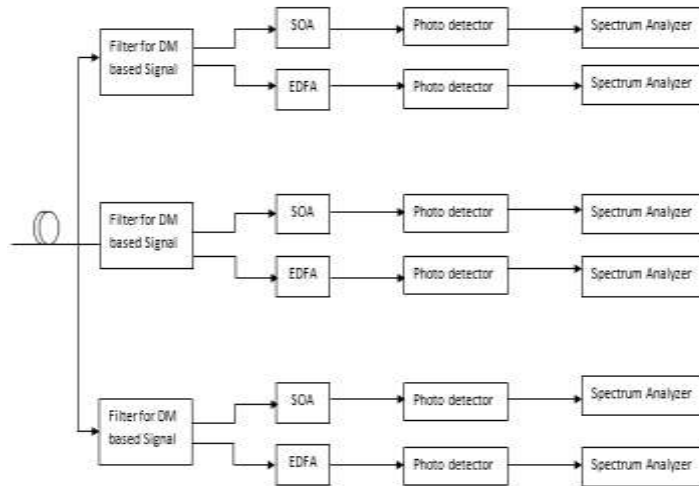 SOA
Photo detector
Spectrum Analyzer
Filter for DM
based Signal
EDFA
Photo detector
Spectrum Analyzer
SOA
Photo detector
Spectrum Analyzer
Filter for DM
based Signal
EDFA
Photo detector
Spectrum Analyzer
SOA
Photo detector
Spectrum Analyzer
Filter for DM
based Signal
EDFA
Photo detector
Spectrum Analyzer